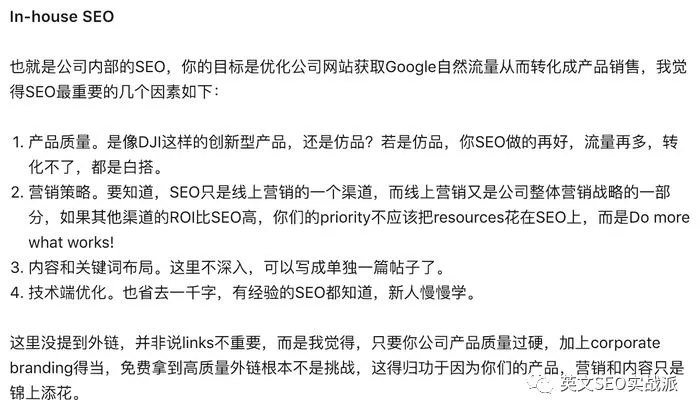 In-house SEO
也就是公司内部的SEO，你的目标是优化公司网站获取Google自然流量从而转化成产品销售，我觉
得SEO最重要的几个因素如下：
1. 产品质量。是像DJI这样的创新型产品，还是仿品？若是仿品，你SEO做的再好，流量再多，转
化不了，都是白搭。
2. 营销策略。要知道，SEO只是线上营销的一个渠道，而线上营销又是公司整体营销战略的一部
分，如果其他渠道的ROI比SEO高，你们的priority不应该把resources花在SEO上，而是Do more
what works!
3. 内容和关键词布局。这里不深入，可以写成单独一篇帖子了。
4. 技术端优化。也省去一千字，有经验的SEO都知道，新人慢慢学。
这里没提到外链，并非说links不重要，而是我觉得，只要你公司产品质量过硬，加上corporate
branding得当，免费拿到高质量外链根本不是挑战，这得归功于因为你们的产品，营销和内容只是
锦上添花。
英文SEO实战派